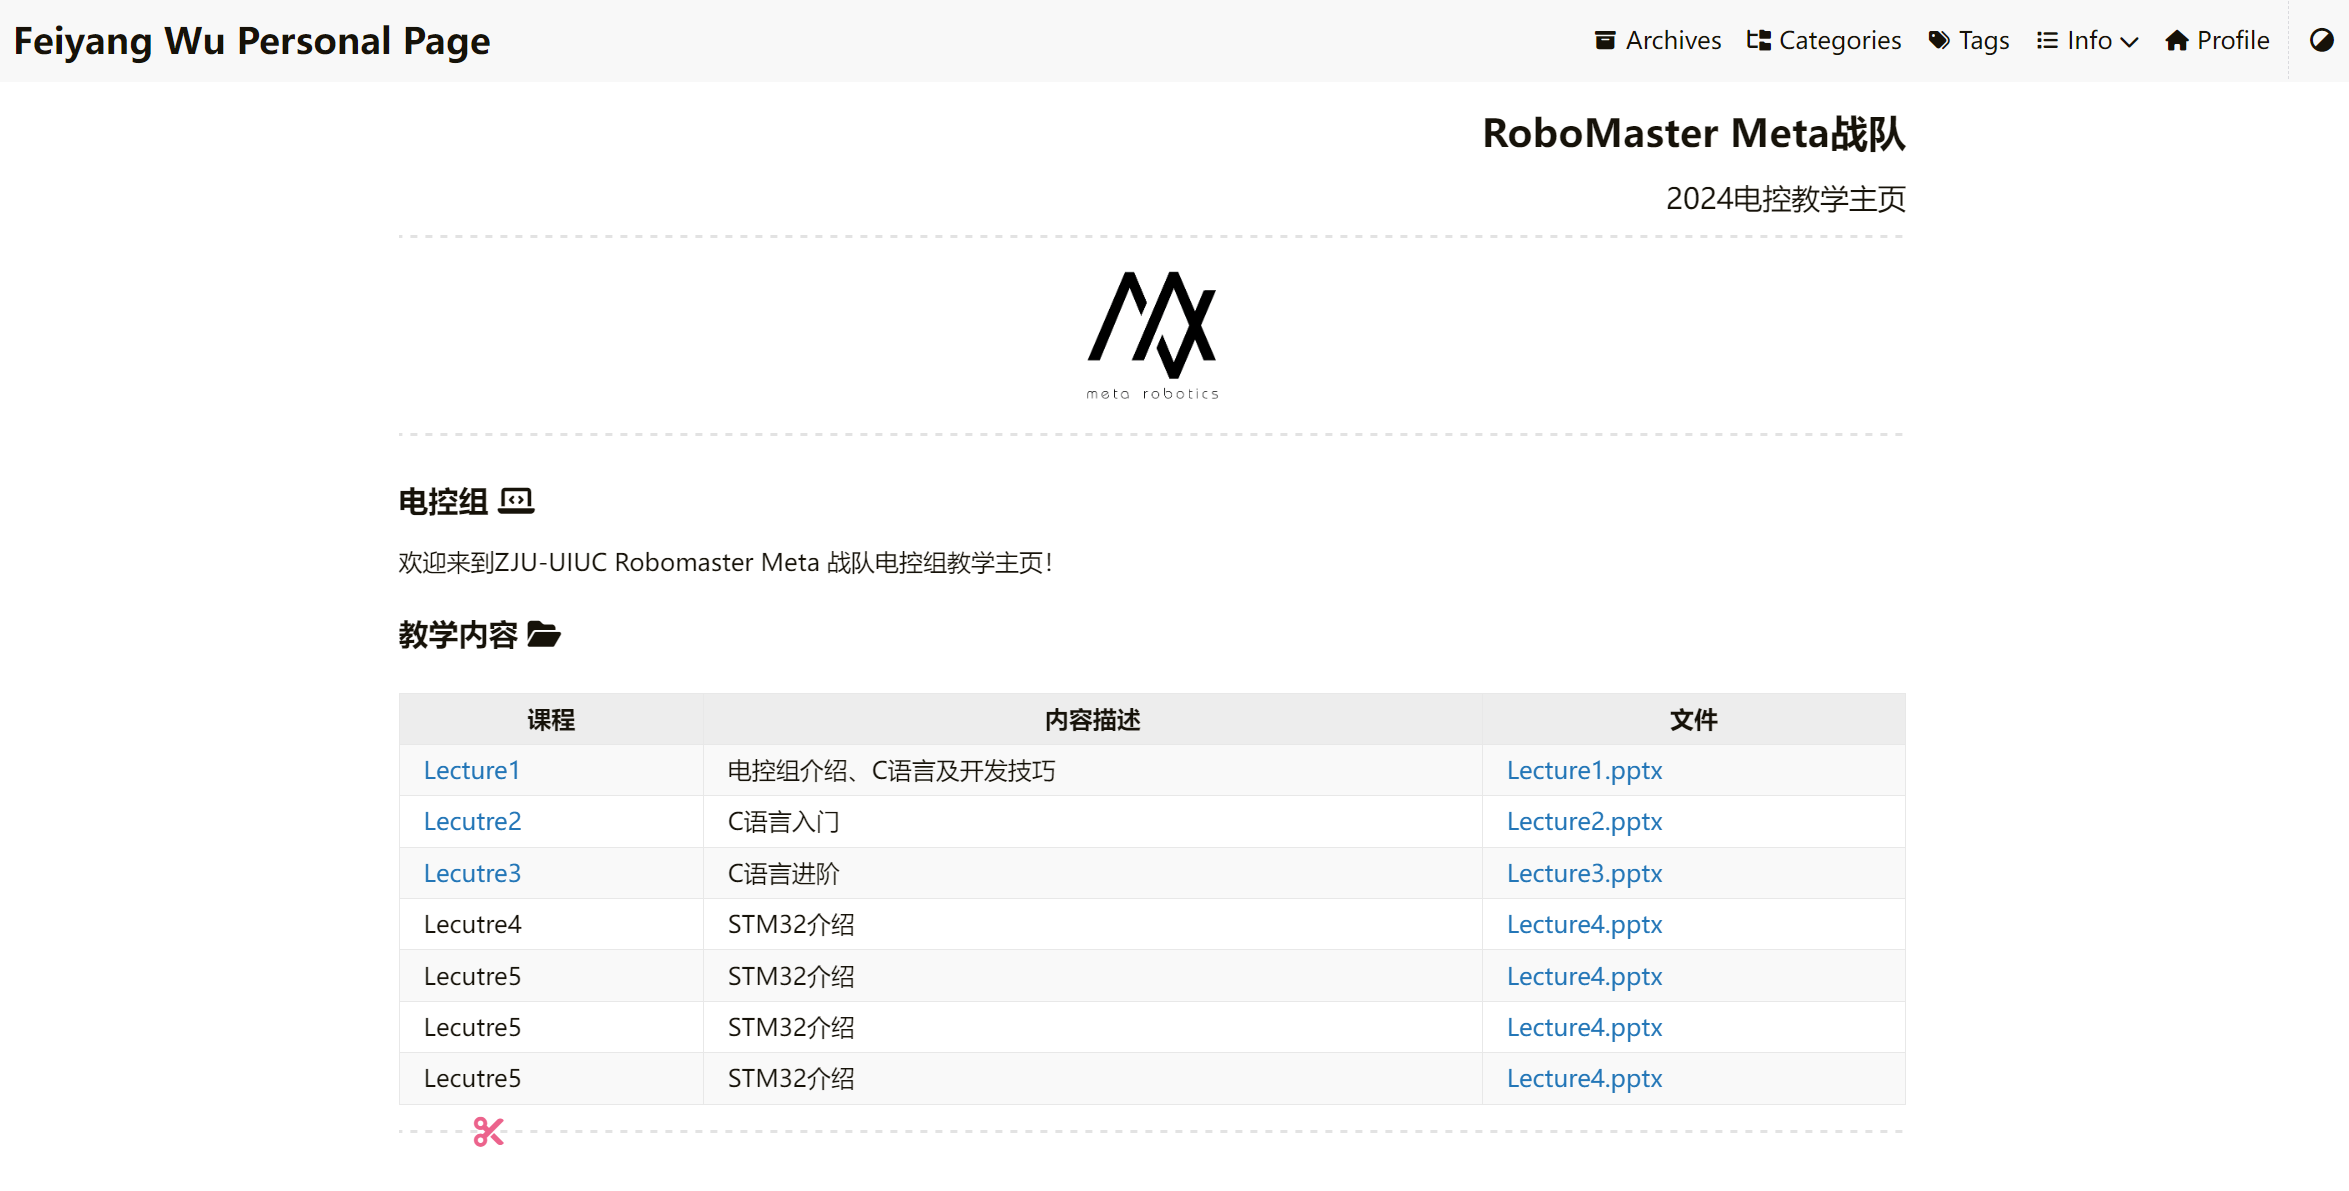 Feiyang Wu Personal Page
Archives Categories Tags Info Profile
RoboMaster Meta战队
2024电控教学主页
meta robotics
电控组
欢迎来到ZJU-UIUC Robomaster Meta 战队电控组教学主页！
教学内容
课程 内容描述 文件
Lecture1 电控组介绍、C语言及开发技巧 Lecture1.pptx
Lecutre2 C语言入门 Lecture2.pptx
Lecutre3 C语言进阶 Lecture3.pptx
Lecutre4 STM32介绍 Lecture4.pptx
Lecutre5 STM32介绍 Lecture4.pptx
Lecutre5 STM32介绍 Lecture4.pptx
Lecutre5 STM32介绍 Lecture4.pptx